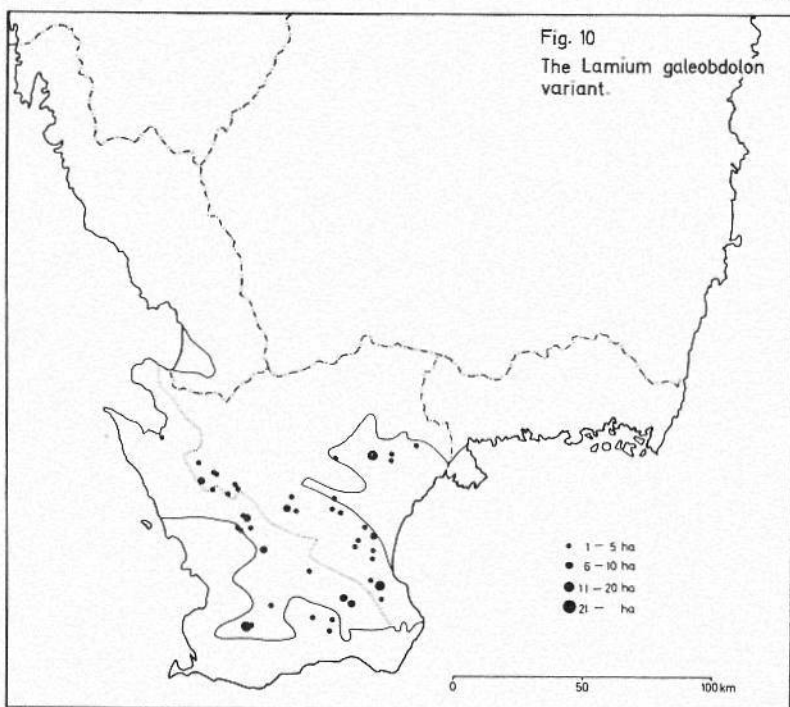 Fig. 10
The Lamium galeobdolon
variant.
1 – 5 ha
6 – 10 ha
11 – 20 ha
21 – ha
0 50 100 km